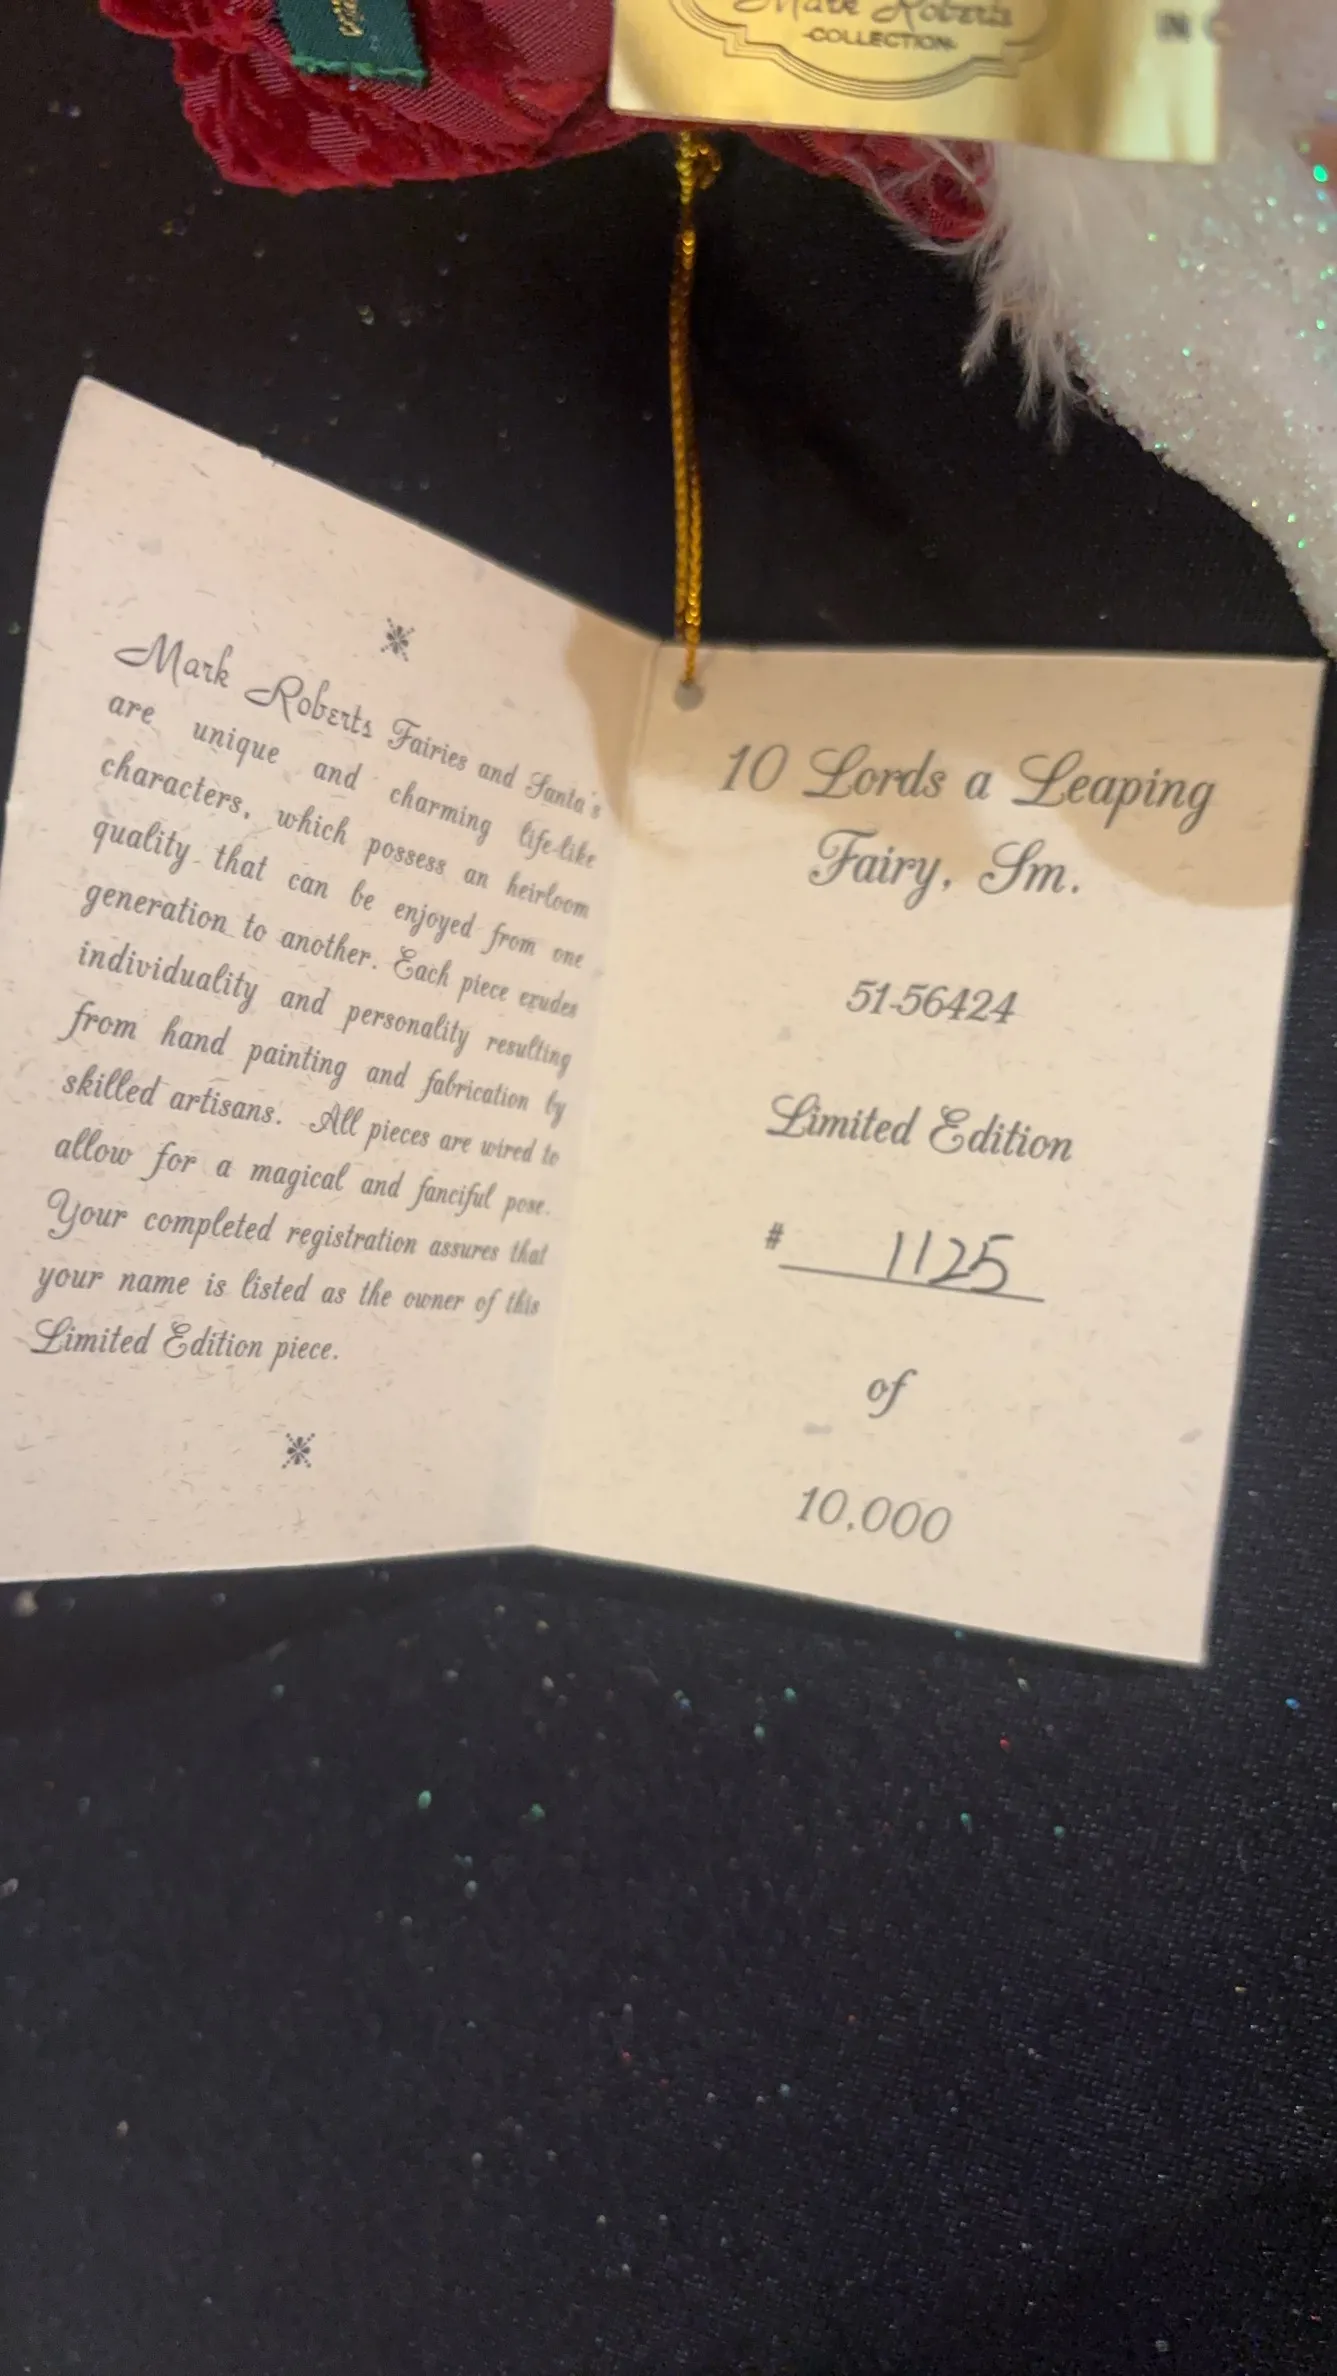 Mark Roberts
-COLLECTION-
IN
Mark Roberts Fairies and Santa's
are unique and charming life-like
characters, which possess an heirloom
quality that can be enjoyed from one
generation to another. Each piece exudes
individuality and personality resulting
from hand painting and fabrication by
skilled artisans. All pieces are wired to
allow for a magical and fanciful pose.
Your completed registration assures that
your name is listed as the owner of this
Limited Edition piece.
10 Lords a Leaping
Fairy, Sm.
51-56424
Limited Edition
# 1125
of
10,000